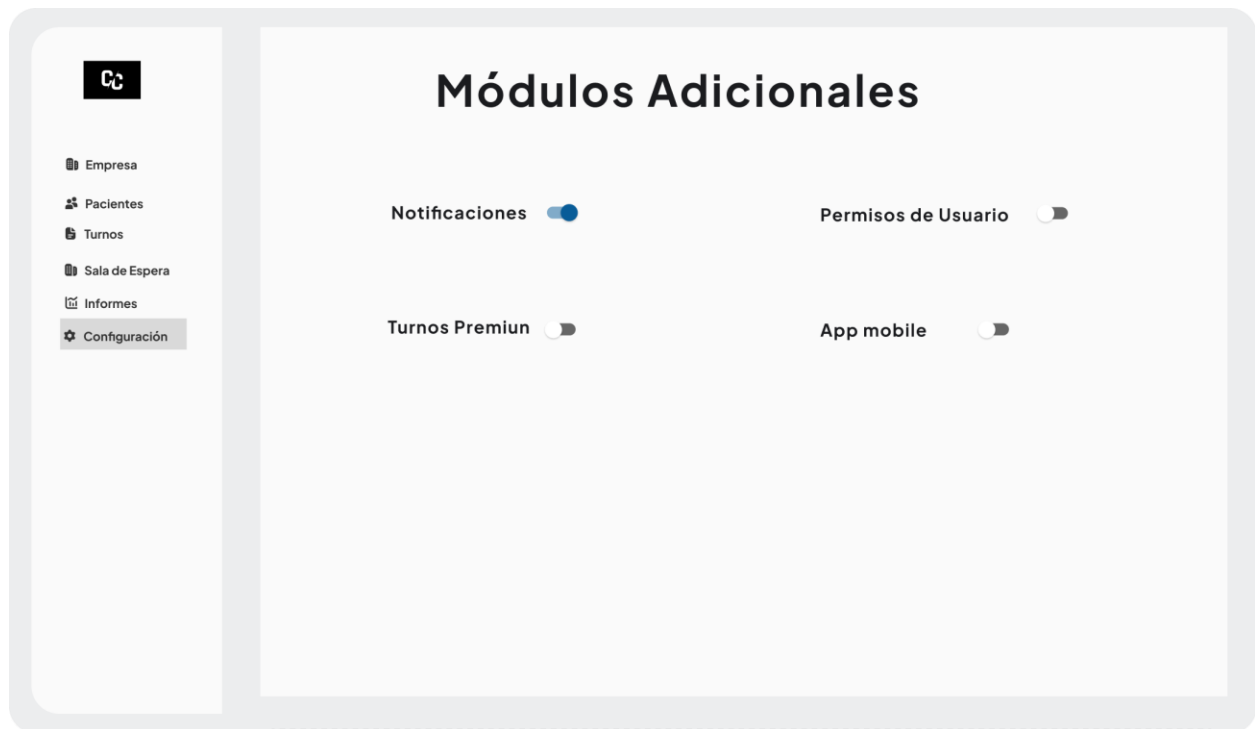 CC
Empresa
Pacientes
Turnos
Sala de Espera
Informes
Configuración
Módulos Adicionales
Notificaciones
Permisos de Usuario
Turnos Premiun
App mobile